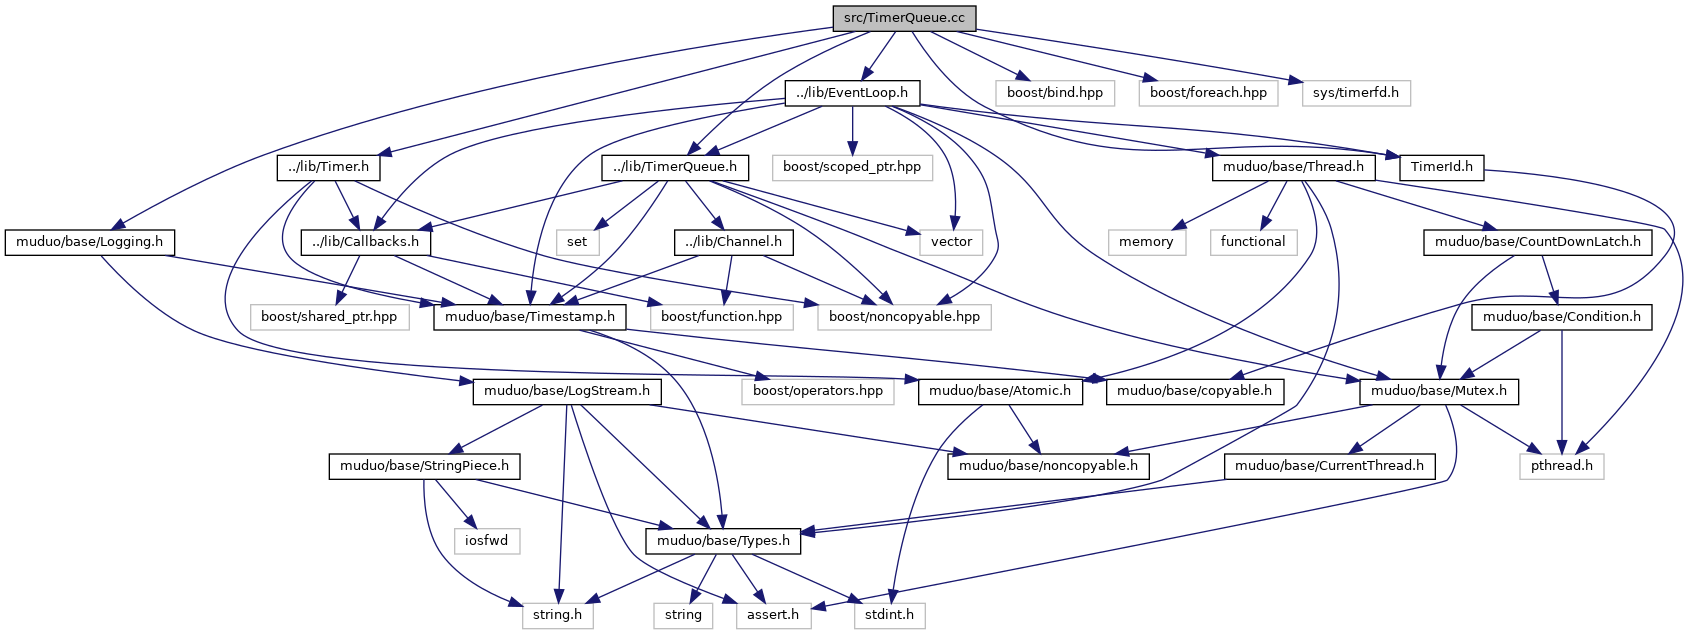 src/TimerQueue.cc
../lib/EventLoop.h
boost/bind.hpp
boost/foreach.hpp
sys/timerfd.h
../lib/Timer.h
../lib/TimerQueue.h
boost/scoped_ptr.hpp
muduo/base/Thread.h
TimerId.h
muduo/base/Logging.h
../lib/Callbacks.h
set
../lib/Channel.h
vector
memory
functional
muduo/base/CountDownLatch.h
boost/shared_ptr.hpp
muduo/base/Timestamp.h
boost/function.hpp
boost/noncopyable.hpp
muduo/base/Condition.h
muduo/base/LogStream.h
boost/operators.hpp
muduo/base/Atomic.h
muduo/base/copyable.h
muduo/base/Mutex.h
muduo/base/StringPiece.h
muduo/base/noncopyable.h
muduo/base/CurrentThread.h
pthread.h
iosfwd
muduo/base/Types.h
string.h
string
assert.h
stdint.h